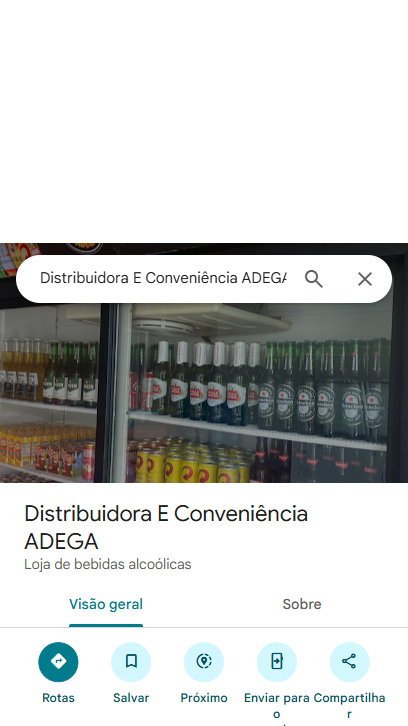 Distribuidora E Conveniência ADEGA
Distribuidora E Conveniência
ADEGA
Loja de bebidas alcoólicas
Visão geral
Sobre
Rotas
Salvar
Próximo
Enviar para o
Compartilhar